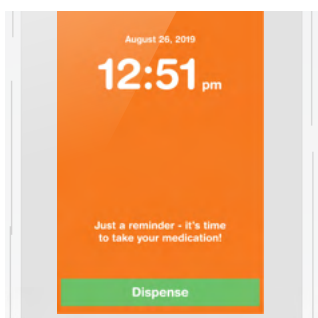 August 26, 2019
12:51 pm
Just a reminder - it's time
to take your medication!
Dispense